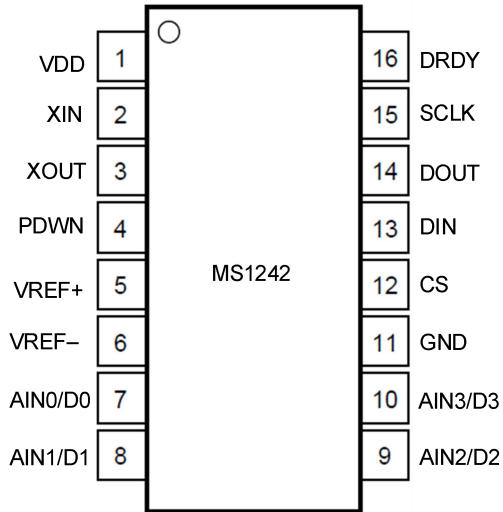 VDD 1 16 DRDY
XIN 2 15 SCLK
XOUT 3 14 DOUT
PDWN 4 13 DIN
MS1242
VREF+ 5 12 CS
VREF– 6 11 GND
AIN0/D0 7 10 AIN3/D3
AIN1/D1 8 9 AIN2/D2